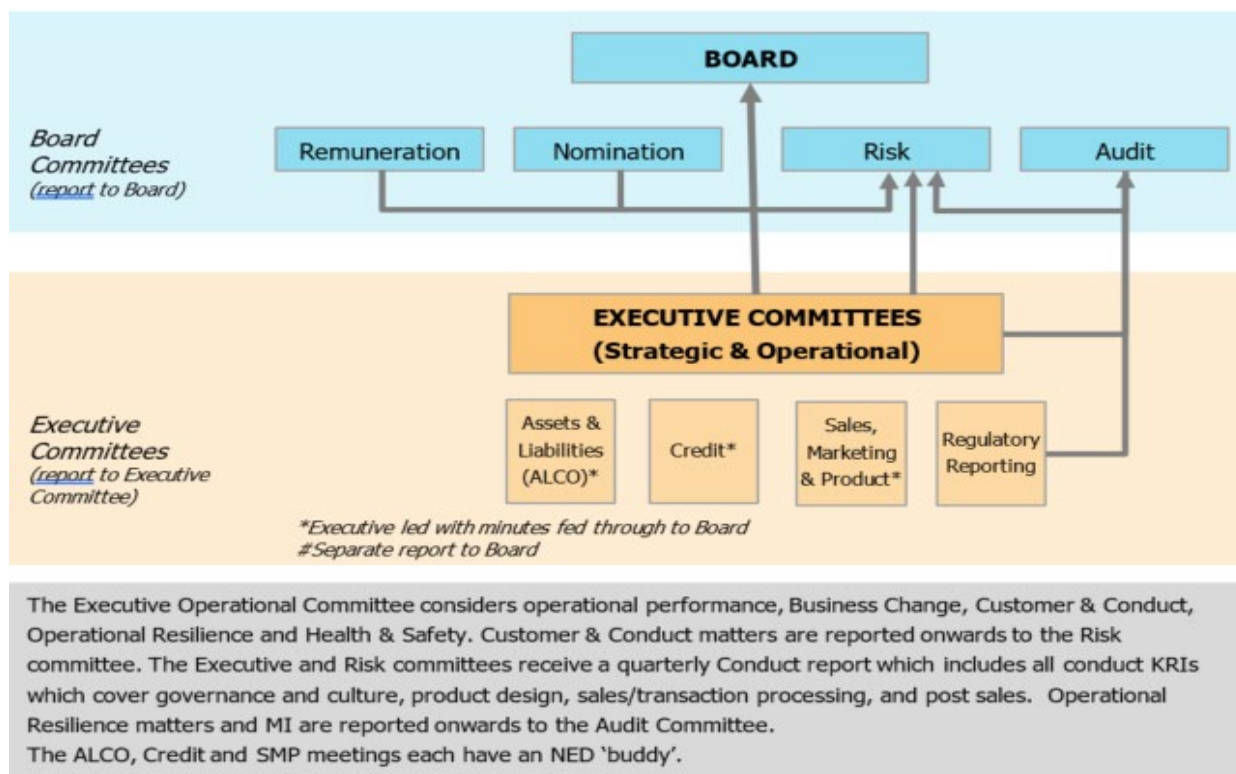 BOARD
Board
Committees
(report to Board)
Remuneration
Nomination
Risk
Audit
EXECUTIVE COMMITTEES
(Strategic & Operational)
Executive
Committees
(report to Executive
Committee)
Assets &
Liabilities
(ALCO)*
Credit*
Sales,
Marketing
& Product*
Regulatory
Reporting
*Executive led with minutes fed through to Board
#Separate report to Board
The Executive Operational Committee considers operational performance, Business Change, Customer & Conduct,
Operational Resilience and Health & Safety. Customer & Conduct matters are reported onwards to the Risk
committee. The Executive and Risk committees receive a quarterly Conduct report which includes all conduct KRIs
which cover governance and culture, product design, sales/transaction processing, and post sales. Operational
Resilience matters and MI are reported onwards to the Audit Committee.
The ALCO, Credit and SMP meetings each have an NED ‘buddy’.